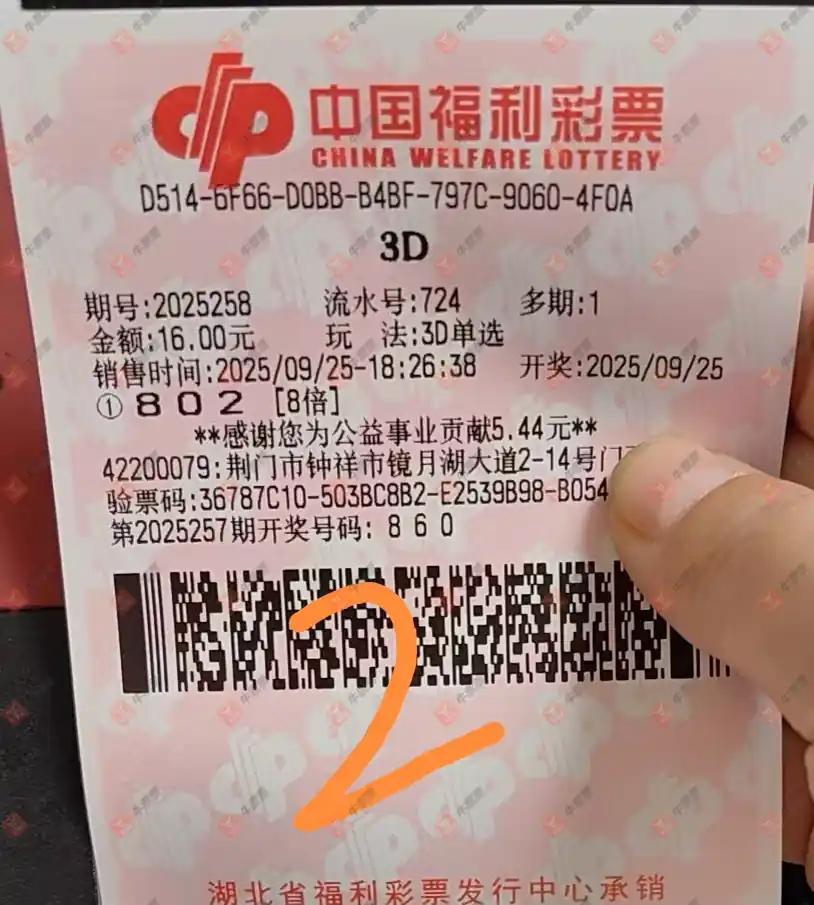 中国福利彩票
CHINA WELFARE LOTTERY
D514-6F66-D0BB-B4BF-797C-9060-4F0A
3D
期号:2025258 流水号:724 多期:1
金额:16.00元 玩 法:3D单选
销售时间:2025/09/25-18:26:38 开奖:2025/09/25
① 8 0 2 [8倍]
**感谢您为公益事业贡献5.44元**
42200079:荆门市钟祥市镜月湖大道2-14号门
验票码:36787C10-503BC8B2-E2539B98-B054
第2025257期开奖号码: 8 6 0
2
湖北省福利彩票发行中心承销